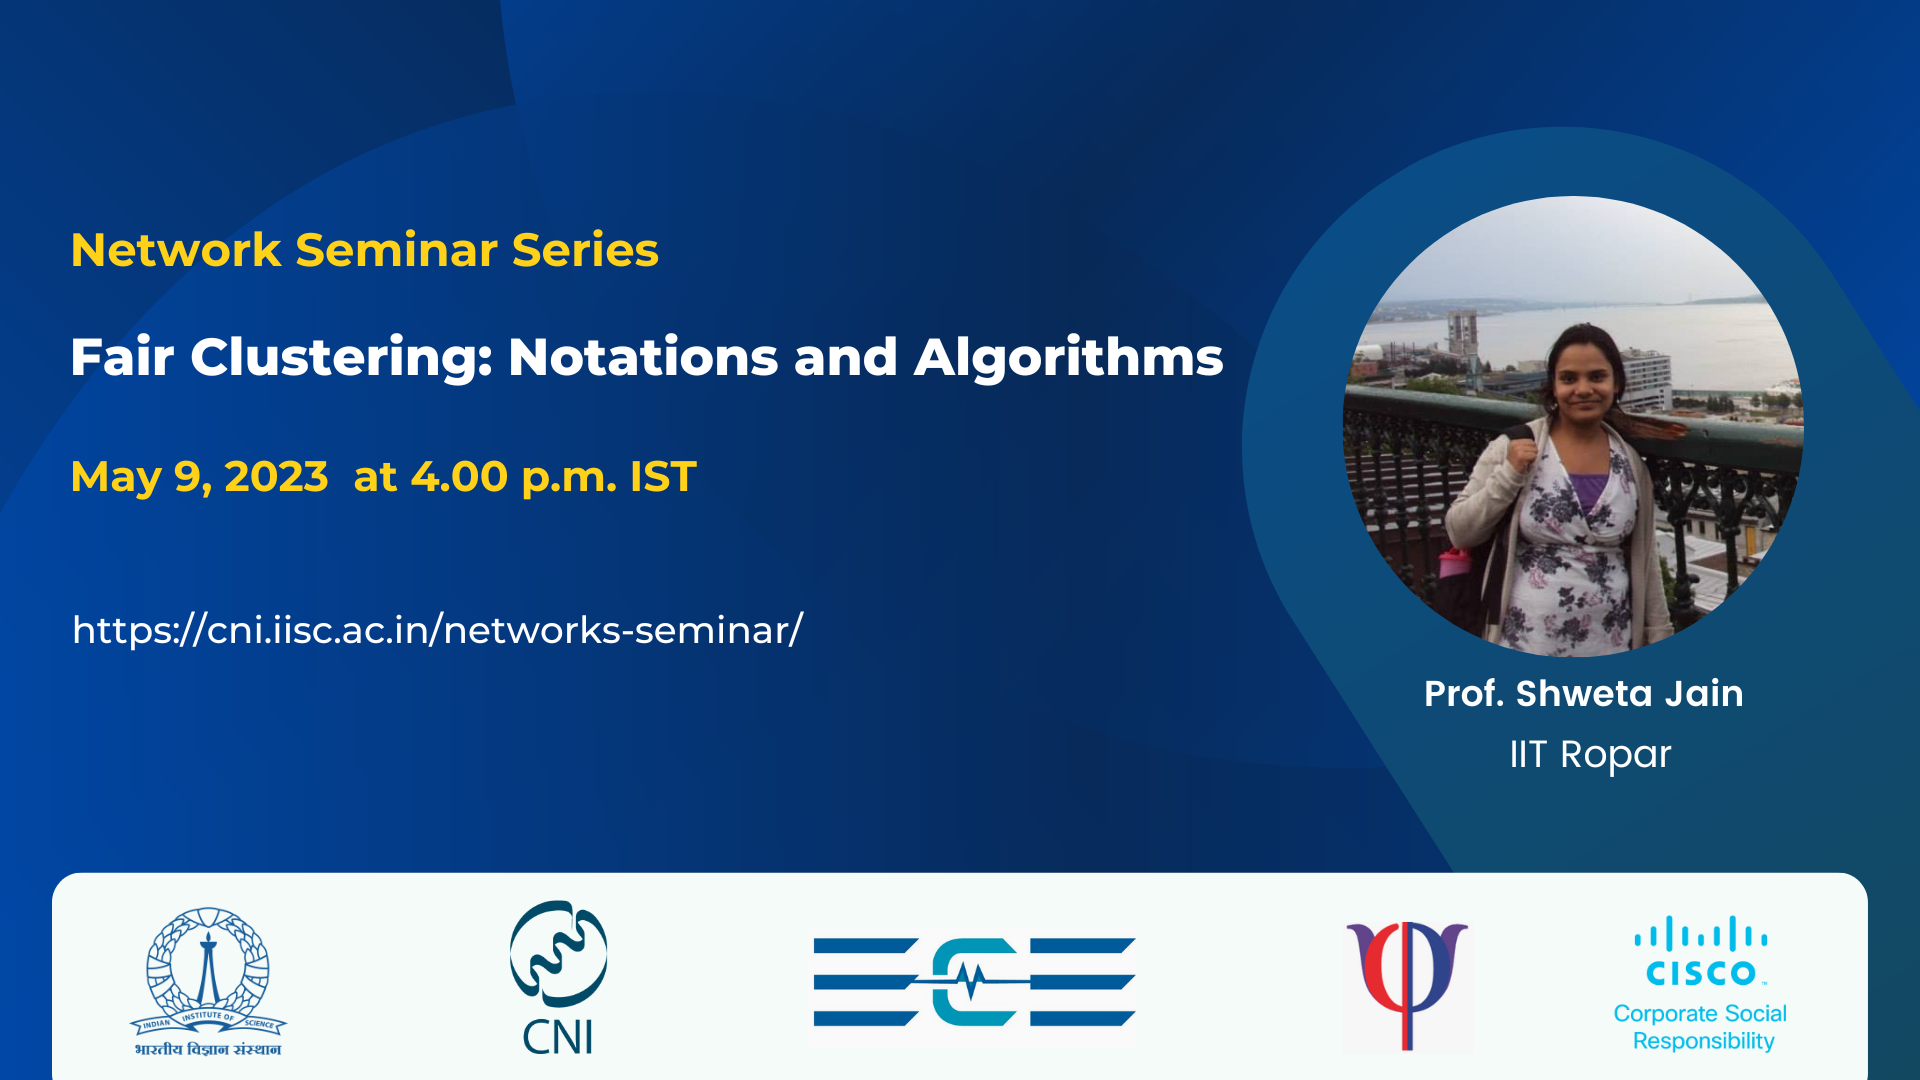 Network Seminar Series
Fair Clustering: Notations and Algorithms
May 9, 2023 at 4.00 p.m. IST
https://cni.iisc.ac.in/networks-seminar/
Prof. Shweta Jain
IIT Ropar
INDIAN INSTITUTE OF SCIENCE
भारतीय विज्ञान संस्थान
CNI
ECE
CISCO
Corporate Social
Responsibility